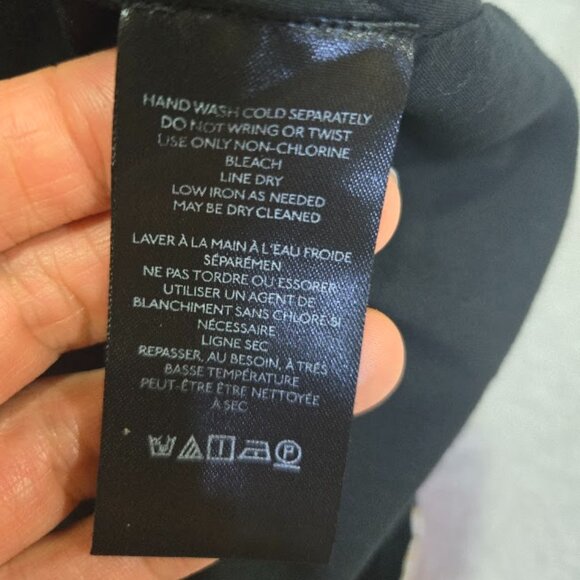 HAND WASH COLD SEPARATELY
DO NOT WRING OR TWIST
USE ONLY NON-CHLORINE
BLEACH
LINE DRY
LOW IRON AS NEEDED
MAY BE DRY CLEANED
LAVER À LA MAIN À L'EAU FROIDE
SÉPARÉMEN
NE PAS TORDRE OU ESSORER
UTILISER UN AGENT DE
BLANCHIMENT SANS CHLORE SI
NÉCESSAIRE
LIGNE SEC
REPASSER, AU BESOIN, À TRÈS
BASSE TEMPÉRATURE
PEUT-ÊTRE ÊTRE NETTOYÉE
À SEC
P